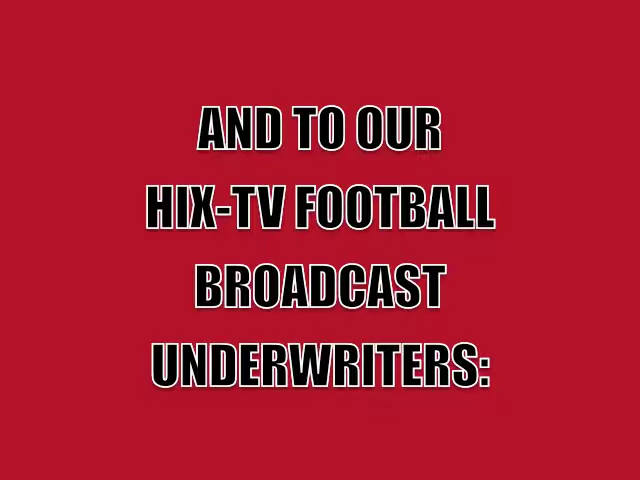 AND TO OUR
HIX-TV FOOTBALL
BROADCAST
UNDERWRITERS: